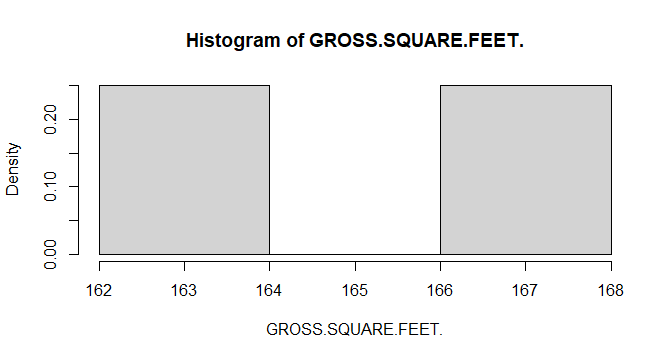 Histogram of GROSS.SQUARE.FEET.
Density
0.20
0.10
0.00
162 163 164 165 166 167 168
GROSS.SQUARE.FEET.